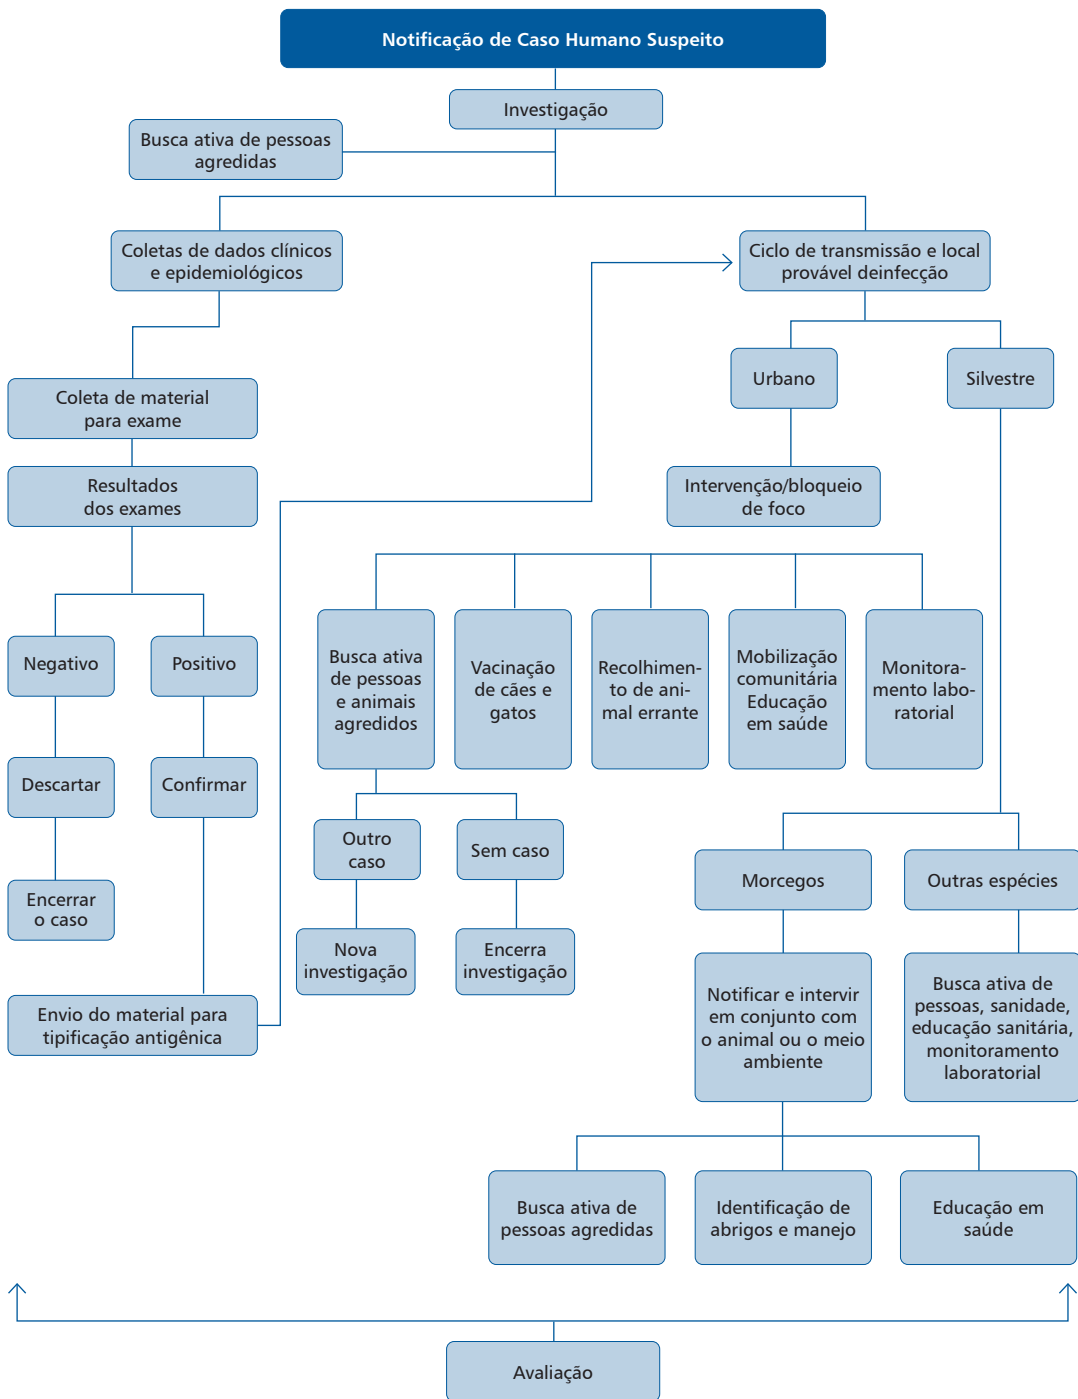 Notificação de Caso Humano Suspeito
Investigação
Busca ativa de pessoas
agredidas
Coletas de dados clínicos
e epidemiológicos
Ciclo de transmissão e local
provável deinfecção
Urbano
Silvestre
Coleta de material
para exame
Resultados
dos exames
Intervenção/bloqueio
de foco
Negativo
Positivo
Busca ativa
de pessoas
e animais
agredidos
Vacinação
de cães e
gatos
Recolhimen-
to de ani-
mal errante
Mobilização
comunitária
Educação
em saúde
Monitora-
mento labo-
ratorial
Descartar
Confirmar
Outro
caso
Sem caso
Morcegos
Outras espécies
Encerrar
o caso
Nova
investigação
Encerra
investigação
Envio do material para
tipificação antigênica
Notificar e intervir
em conjunto com
o animal ou o meio
ambiente
Busca ativa de
pessoas, sanidade,
educação sanitária,
monitoramento
laboratorial
Busca ativa de
pessoas agredidas
Identificação de
abrigos e manejo
Educação em
saúde
Avaliação